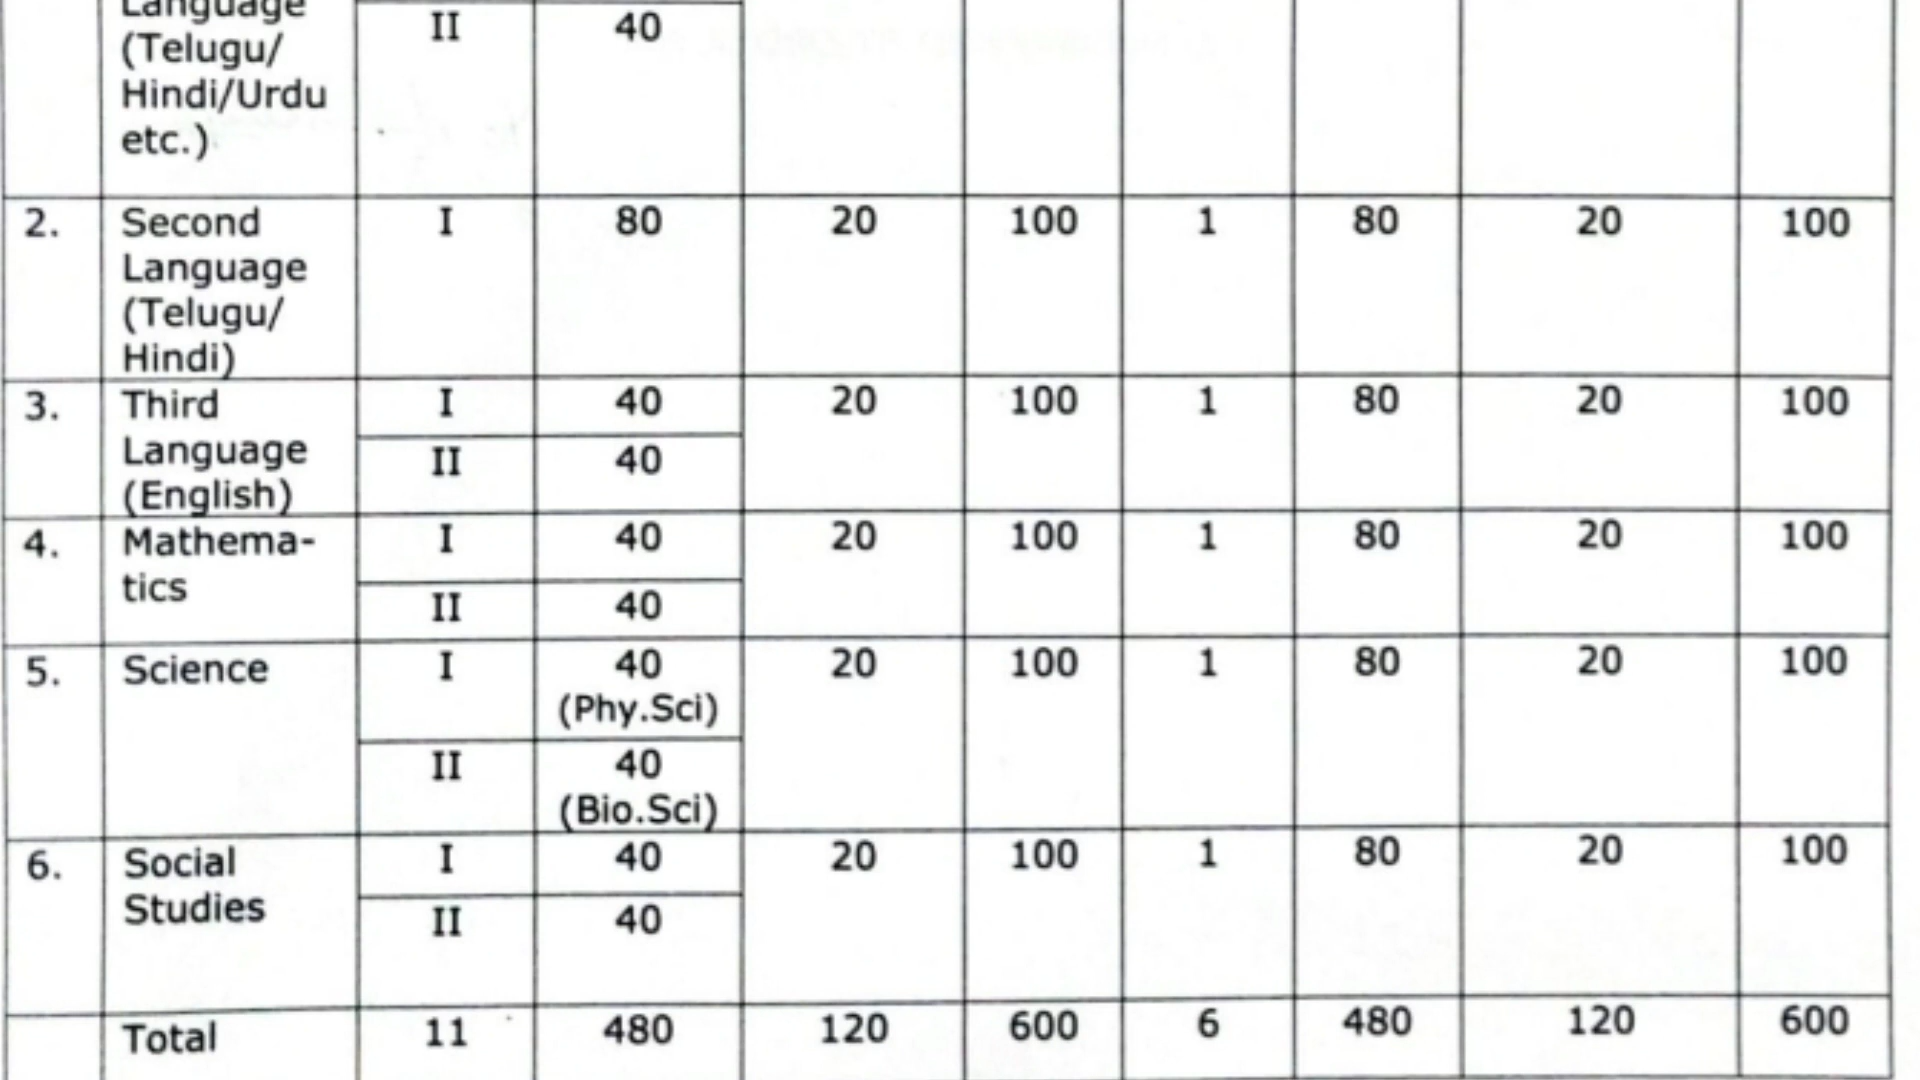 Language
(Telugu/
Hindi/Urdu
etc.)
II 40
2. Second I 80 20 100 1 80 20 100
Language
(Telugu/
Hindi)
3. Third I 40 20 100 1 80 20 100
Language
(English)
II 40
4. Mathema- I 40 20 100 1 80 20 100
tics
II 40
5. Science I 40 20 100 1 80 20 100
(Phy.Sci)
II 40
(Bio.Sci)
6. Social I 40 20 100 1 80 20 100
Studies
II 40
Total 11 480 120 600 6 480 120 600